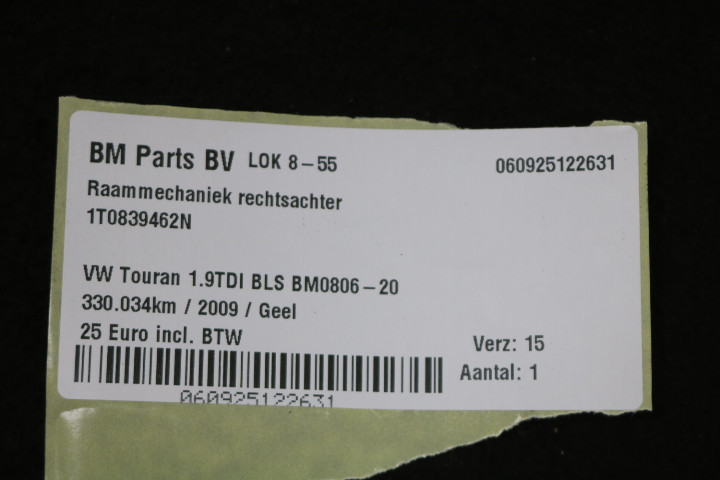 BM Parts BV LOK 8-55 060925122631
Raammechaniek rechtsachter
1T0839462N
VW Touran 1.9TDI BLS BM0806-20
330.034km / 2009 / Geel
25 Euro incl. BTW Verz: 15
Aantal: 1
060925122631